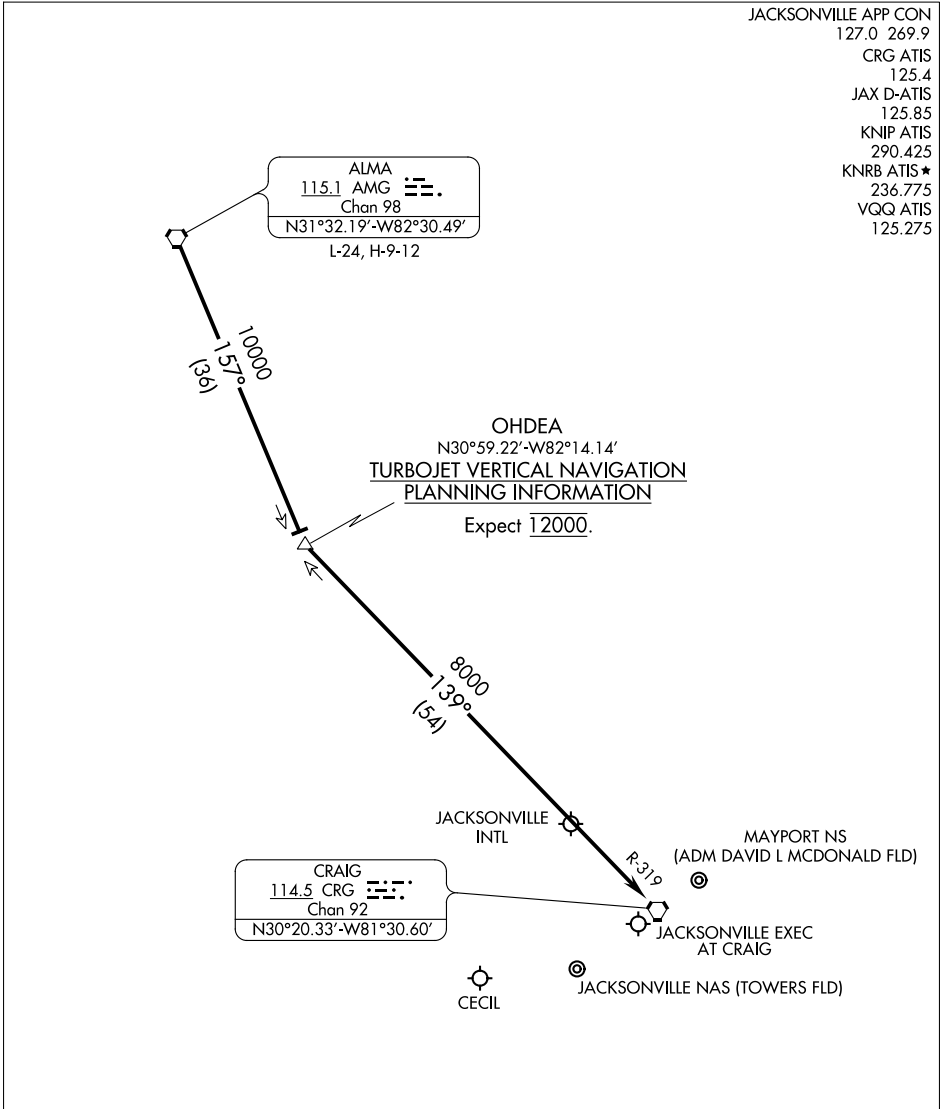 JACKSONVILLE APP CON
127.0 269.9
CRG ATIS
125.4
JAX D-ATIS
125.85
KNIP ATIS
290.425
KNRB ATIS★
236.775
VQQ ATIS
125.275
ALMA
115.1 AMG
Chan 98
N31°32.19'-W82°30.49'
L-24, H-9-12
10000
157°
(36)
OHDEA
N30°59.22'-W82°14.14'
TURBOJET VERTICAL NAVIGATION
PLANNING INFORMATION
Expect 12000.
8000
139°
(54)
JACKSONVILLE
INTL
R-319
MAYPORT NS
(ADM DAVID L MCDONALD FLD)
CRAIG
114.5 CRG
Chan 92
N30°20.33'-W81°30.60'
JACKSONVILLE EXEC
AT CRAIG
CECIL
JACKSONVILLE NAS (TOWERS FLD)